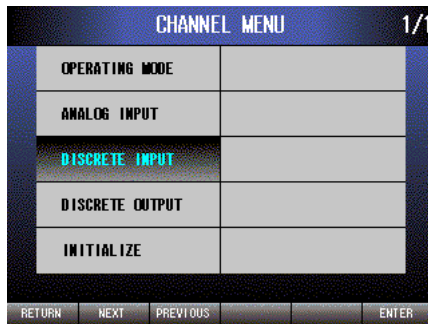 CHANNEL MENU 1/1
OPERATING MODE
ANALOG INPUT
DISCRETE INPUT
DISCRETE OUTPUT
INITIALIZE
RETURN NEXT PREVIOUS ENTER